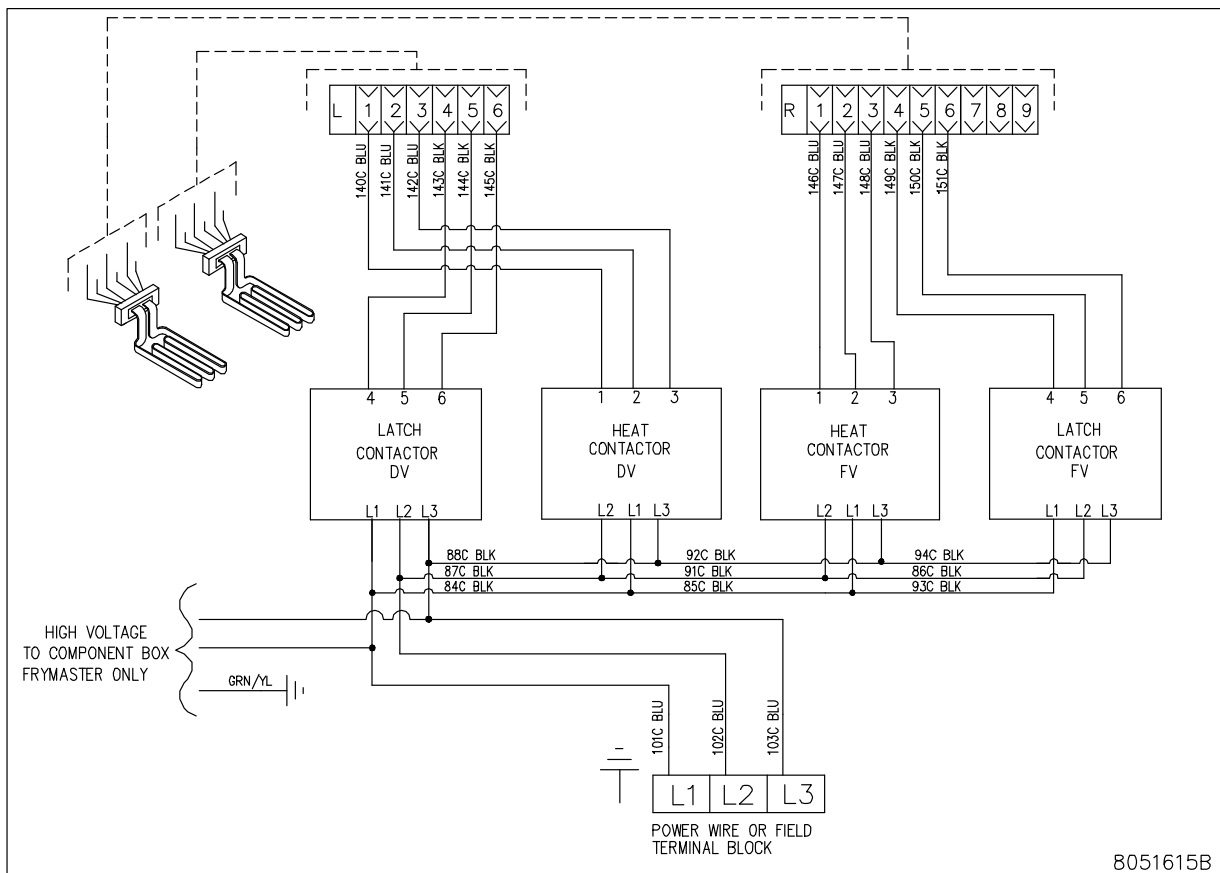 L 1 2 3 4 5 6
R 1 2 3 4 5 6 7 8 9
140C BLU
141C BLU
142C BLU
143C BLK
144C BLK
145C BLK
146C BLU
147C BLU
148C BLU
149C BLK
150C BLK
151C BLK
4 5 6
LATCH
CONTACTOR
DV
L1 L2 L3
1 2 3
HEAT
CONTACTOR
DV
L2 L1 L3
1 2 3
HEAT
CONTACTOR
FV
L2 L1 L3
4 5 6
LATCH
CONTACTOR
FV
L1 L2 L3
88C BLK 92C BLK 94C BLK
87C BLK 91C BLK 86C BLK
84C BLK 85C BLK 93C BLK
HIGH VOLTAGE
TO COMPONENT BOX
FRYMASTER ONLY
GRN/YL
101C BLU
102C BLU
103C BLU
L1 L2 L3
POWER WIRE OR FIELD
TERMINAL BLOCK
8051615B